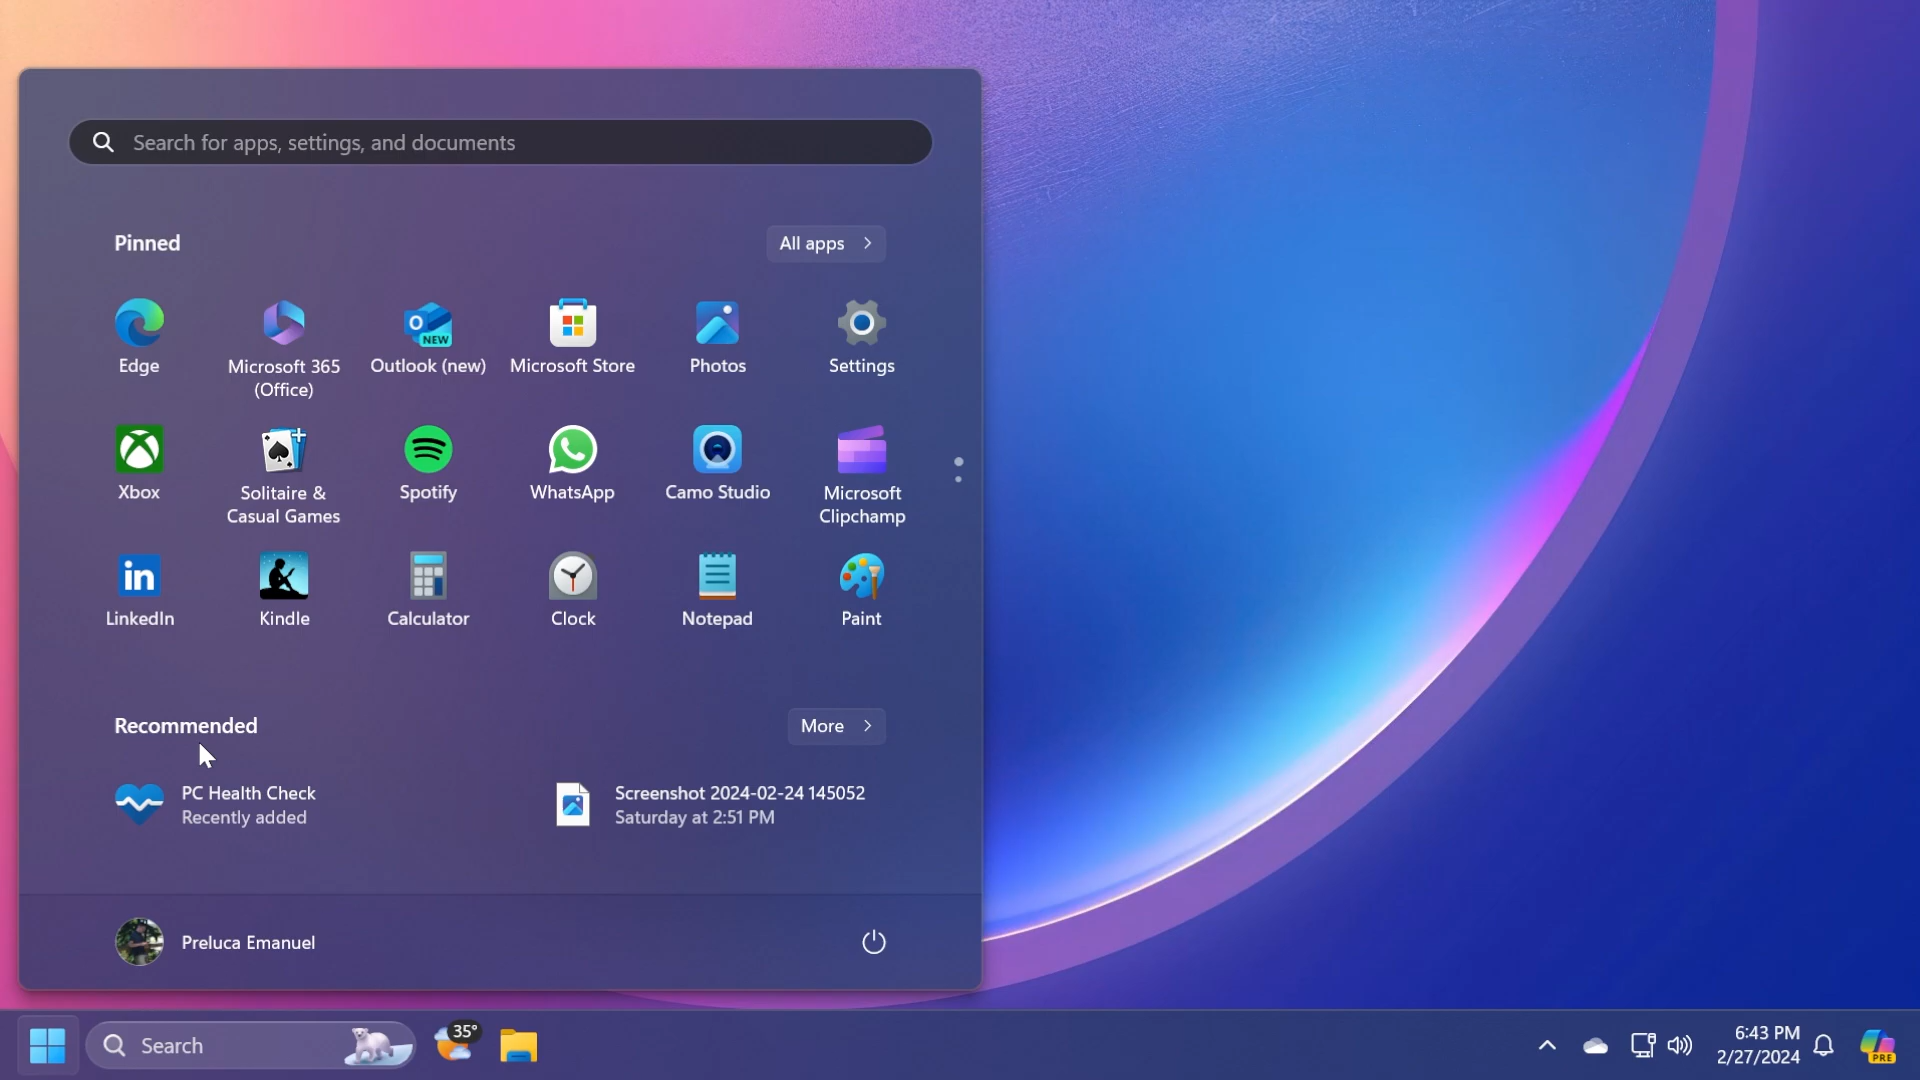 Search for apps, settings, and documents
Pinned
All apps
Edge
Microsoft 365
(Office)
O
NEW
Outlook (new)
Microsoft Store
Photos
Settings
Xbox
Solitaire &
Casual Games
Spotify
WhatsApp
Camo Studio
Microsoft
Clipchamp
in
LinkedIn
Kindle
Calculator
Clock
Notepad
Paint
Recommended
More
PC Health Check
Recently added
Screenshot 2024-02-24 145052
Saturday at 2:51 PM
Preluca Emanuel
Search
35°
6:43 PM
2/27/2024
PRE